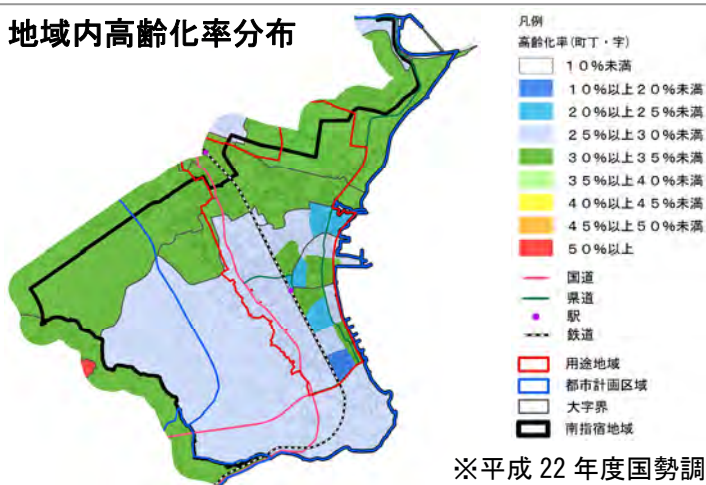 地域内高齢化率分布
凡例
高齢化率(町丁・字)
１０％未満
１０％以上２０％未満
２０％以上２５％未満
２５％以上３０％未満
３０％以上３５％未満
３５％以上４０％未満
４０％以上４５％未満
４５％以上５０％未満
５０％以上
国道
県道
駅
鉄道
用途地域
都市計画区域
大字界
南指宿地域
※平成 22 年度国勢調